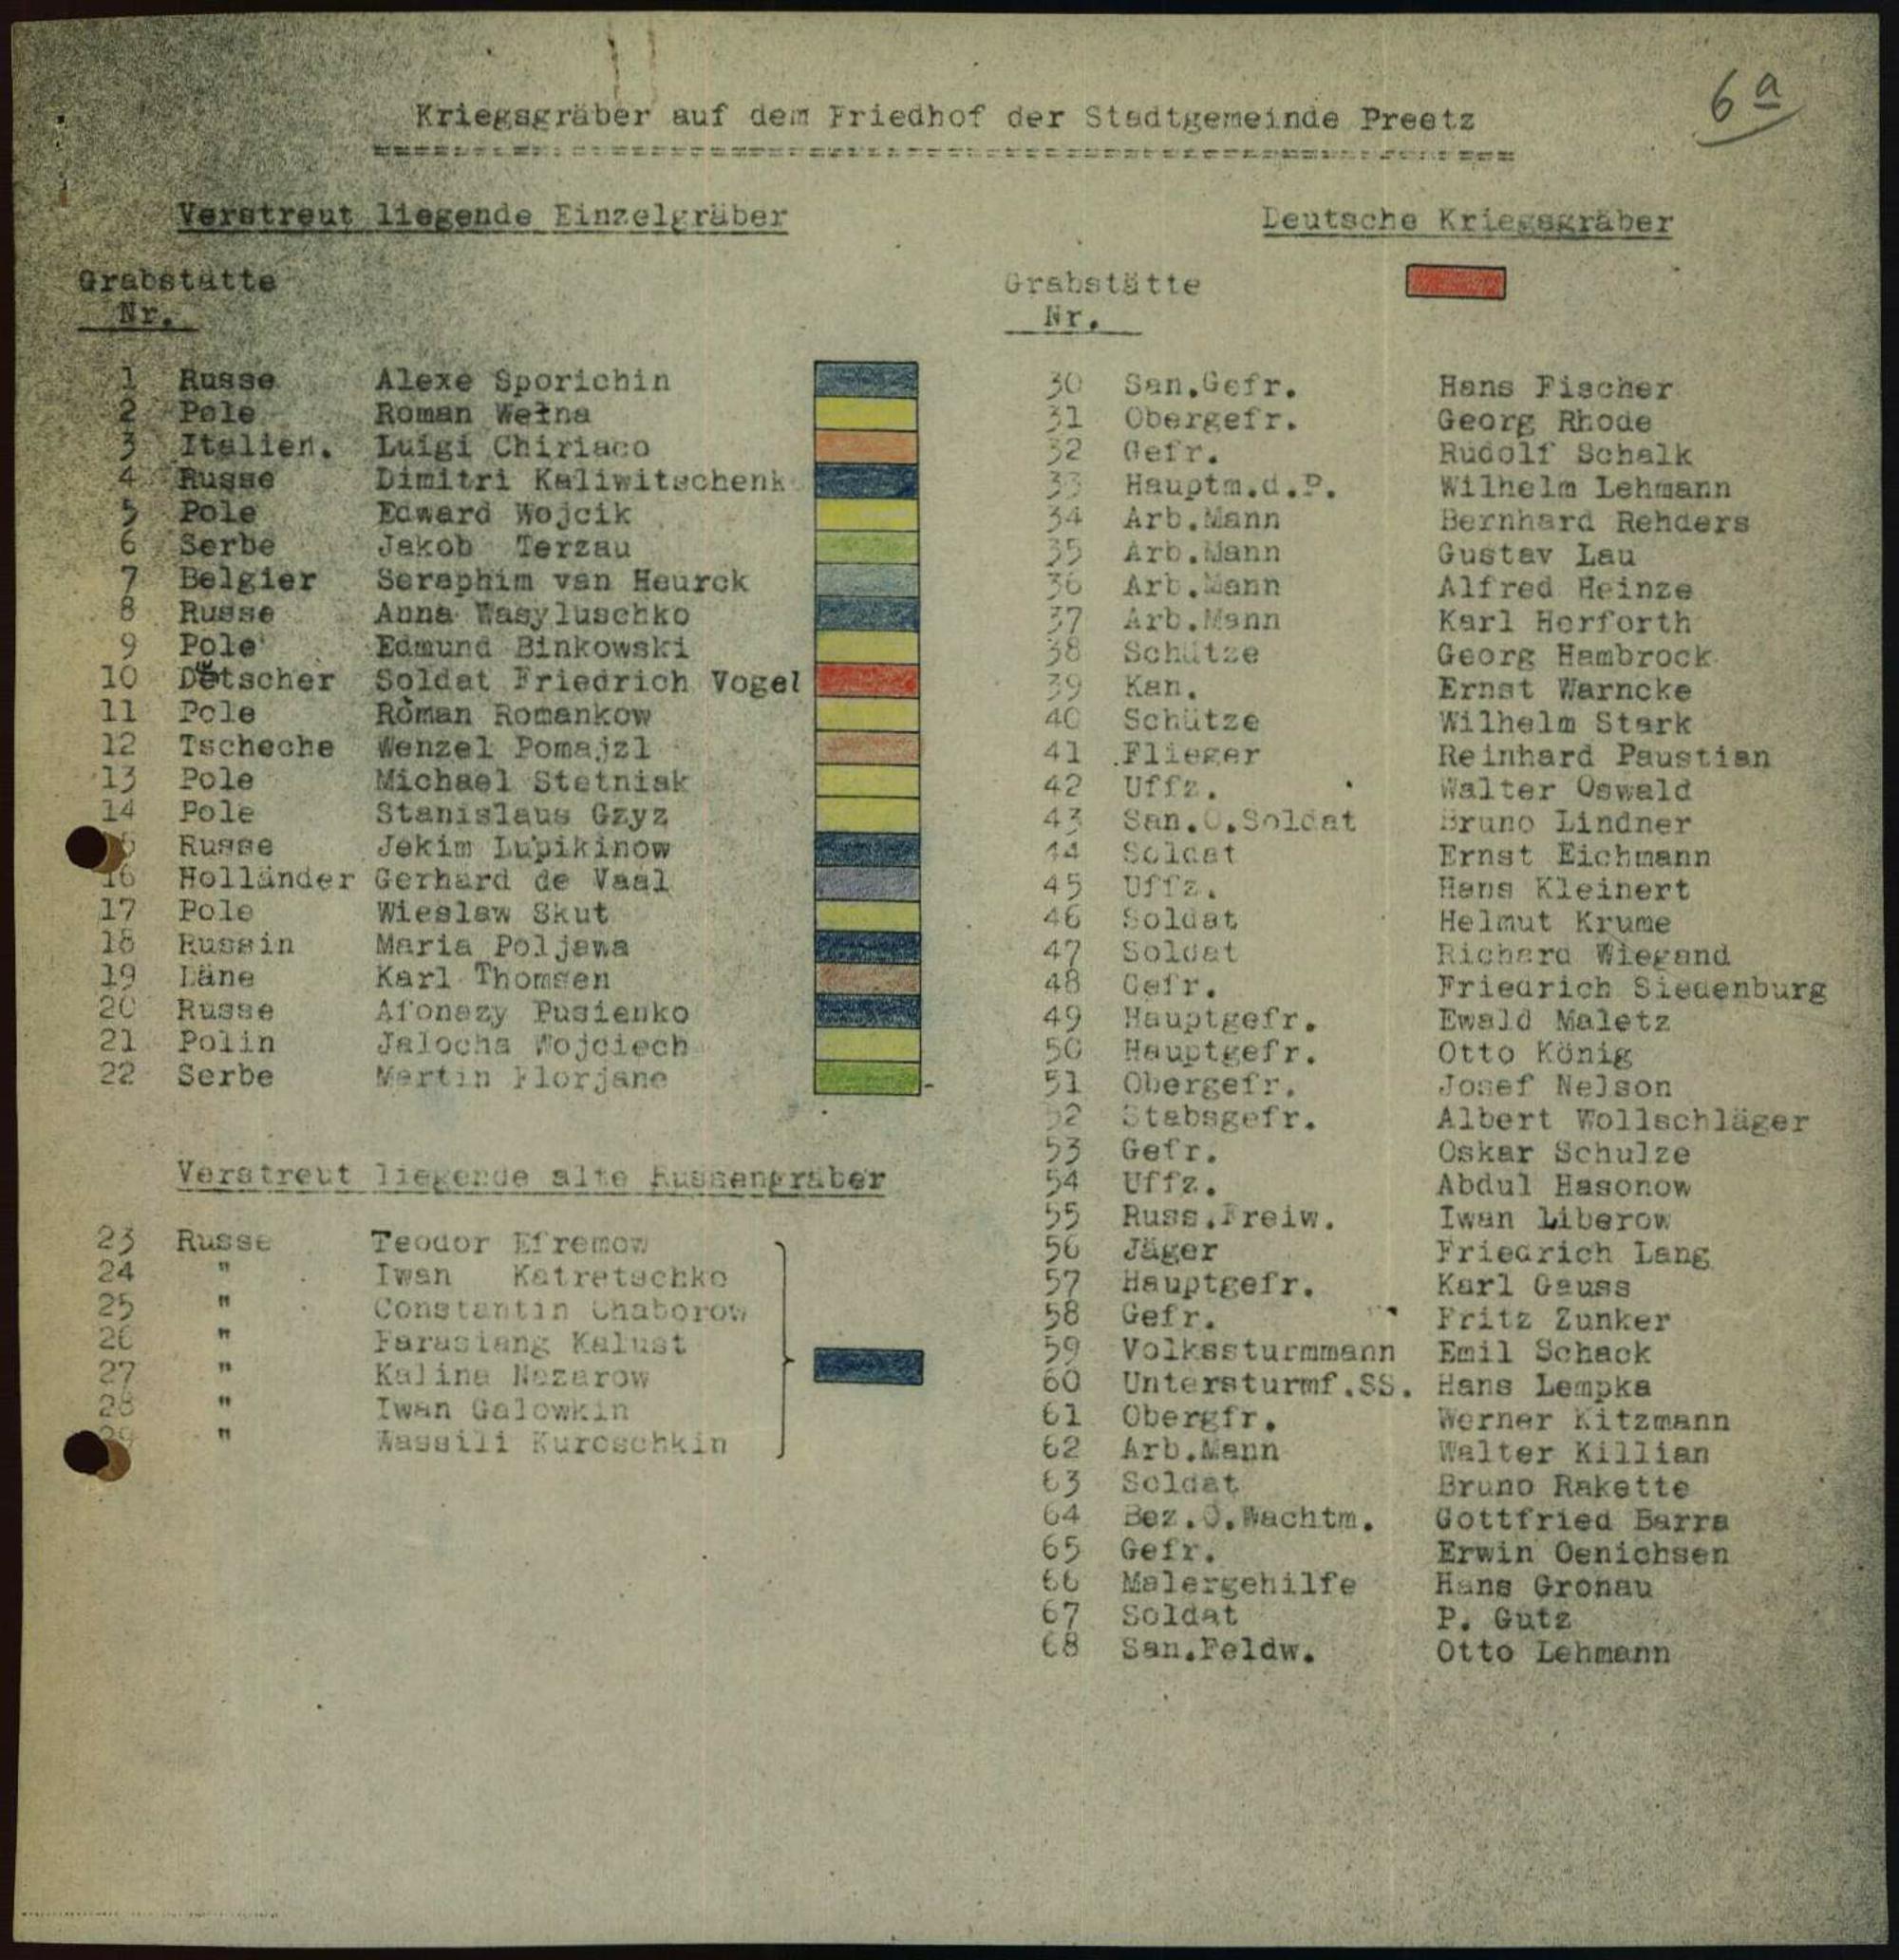 6a
Kriegsgräber auf dem Friedhof der Stadtgemeinde Preetz
Verstreut liegende Einzelgräber
Grabstätte
Nr.
1 Russe Alexe Sporichin
2 Pole Roman Wełna
3 Italien. Luigi Chiriaco
4 Russe Dimitri Kaliwitschenk
5 Pole Edward Wojcik
6 Serbe Jakob Terzau
7 Belgier Seraphim van Heurck
8 Russe Anna Wasyluschko
9 Pole Edmund Binkowski
10 Deutscher Soldat Friedrich Vogel
11 Pole Roman Romankow
12 Tscheche Wenzel Pomajzl
13 Pole Michael Stetniak
14 Pole Stanislaus Gzyz
Russe Jekim Lupikinow
16 Holländer Gerhard de Vaal
17 Pole Wieslaw Skut
18 Russin Maria Poljawa
19 Däne Karl Thomsen
20 Russe Afonazy Pusienko
21 Polin Jalocha Wojciech
22 Serbe Martin Florjane
Verstreut liegende alte Russengräber
23 Russe Teodor Efremow
24 " Iwan Katretschko
25 " Constantin Chaborow
26 " Farasiang Kalust
27 " Kalina Nazarow
28 " Iwan Galowkin
29 " Wassili Kuroschkin
Deutsche Kriegsgräber
Grabstätte
Nr.
30 San.Gefr. Hans Fischer
31 Obergefr. Georg Rhode
32 Gefr. Rudolf Schalk
33 Hauptm.d.P. Wilhelm Lehmann
34 Arb.Mann Bernhard Rehders
35 Arb.Mann Gustav Lau
36 Arb.Mann Alfred Heinze
37 Arb.Mann Karl Herforth
38 Schütze Georg Hambrock
39 Kan. Ernst Warncke
40 Schütze Wilhelm Stark
41 Flieger Reinhard Paustian
42 Uffz. Walter Oswald
43 San.O.Soldat Bruno Lindner
44 Soldat Ernst Eichmann
45 Uffz. Hans Kleinert
46 Soldat Helmut Krume
47 Soldat Richard Wiegand
48 Gefr. Friedrich Siedenburg
49 Hauptgefr. Ewald Maletz
50 Hauptgefr. Otto König
51 Obergefr. Josef Nelson
52 Stabsgefr. Albert Wollschläger
53 Gefr. Oskar Schulze
54 Uffz. Abdul Hasonow
55 Russ.Freiw. Iwan Liberow
56 Jäger Friedrich Lang
57 Hauptgefr. Karl Gauss
58 Gefr. Fritz Zunker
59 Volkssturmmann Emil Schack
60 Untersturmf.SS. Hans Lempka
61 Obergfr. Werner Kitzmann
62 Arb.Mann Walter Killian
63 Soldat Bruno Rakette
64 Bez.O.Wachtm. Gottfried Barra
65 Gefr. Erwin Oenichsen
66 Malergehilfe Hans Gronau
67 Soldat P. Gutz
68 San.Feldw. Otto Lehmann